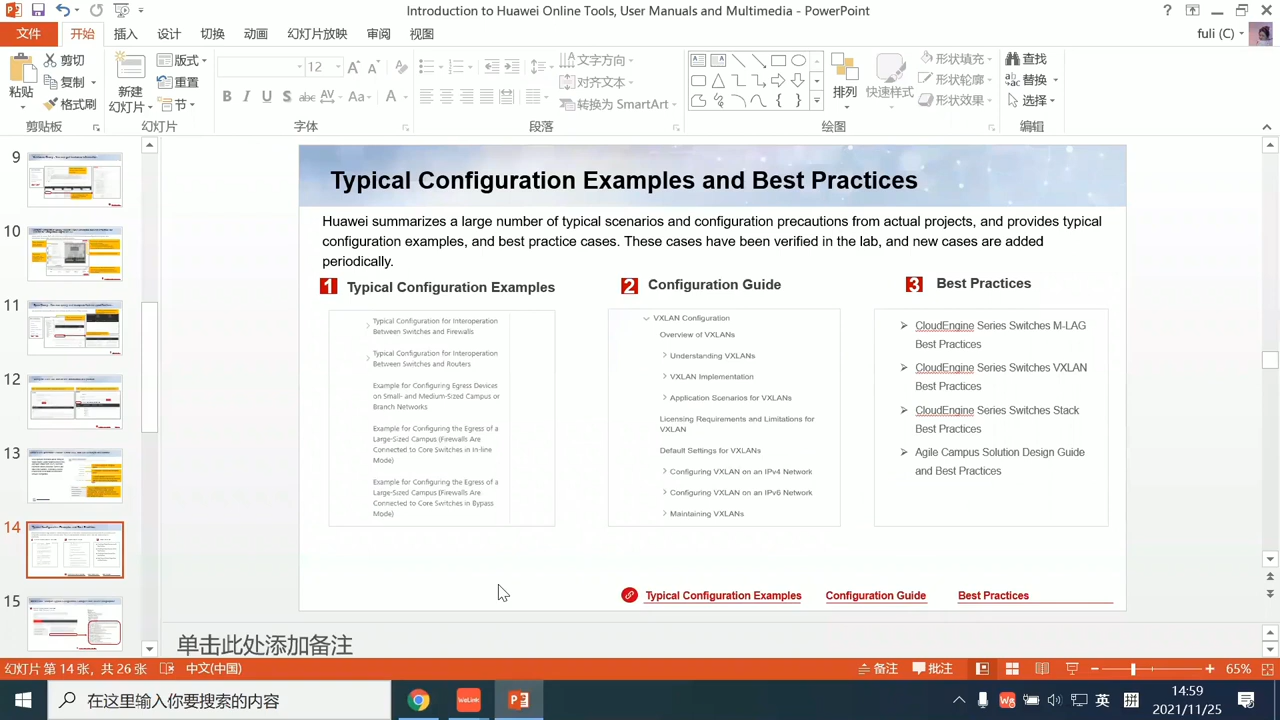 Introduction to Huawei Online Tools, User Manuals and Multimedia - PowerPoint
文件 开始 插入 设计 切换 动画 幻灯片放映 审阅 视图 fuli (C)
粘贴 剪切 复制 格式刷 剪贴板
新建 幻灯片 版式 重置 节 幻灯片
12
B I U S abc AV Aa A 字体
文字方向 对齐文本 转换为 SmartArt 段落
排列 快速样式 形状填充 形状轮廓 形状效果 绘图
查找 替换 选择 编辑
9
10
11
12
13
14
15
Typical Configuration Examples and Best Practices
Huawei summarizes a large number of typical scenarios and configuration precautions from actual projects, and provides typical
configuration examples, and best practice cases. These cases have been verified in the lab, and new cases are added
periodically.
1 Typical Configuration Examples
Typical Configuration for Interoperation
Between Switches and Firewalls
Typical Configuration for Interoperation
Between Switches and Routers
Example for Configuring Egress Devices
on Small- and Medium-Sized Campus or
Branch Networks
Example for Configuring the Egress of a
Large-Sized Campus (Firewalls Are
Connected to Core Switches in In-line
Mode)
Example for Configuring the Egress of a
Large-Sized Campus (Firewalls Are
Connected to Core Switches in Bypass
Mode)
2 Configuration Guide
VXLAN Configuration
Overview of VXLANs
Understanding VXLANs
VXLAN Implementation
Application Scenarios for VXLANs
Licensing Requirements and Limitations for
VXLAN
Default Settings for VXLANs
Configuring VXLAN on an IPv4 Network
Configuring VXLAN on an IPv6 Network
Maintaining VXLANs
3 Best Practices
CloudEngine Series Switches M-LAG
Best Practices
CloudEngine Series Switches VXLAN
Best Practices
CloudEngine Series Switches Stack
Best Practices
Agile Campus Solution Design Guide
and Best Practices
Typical Configuration Examples Configuration Guide Best Practices
单击此处添加备注
幻灯片 第 14 张，共 26 张 中文(中国) 备注 批注 65%
在这里输入你要搜索的内容 WeLink 英 拼 14:59
2021/11/25